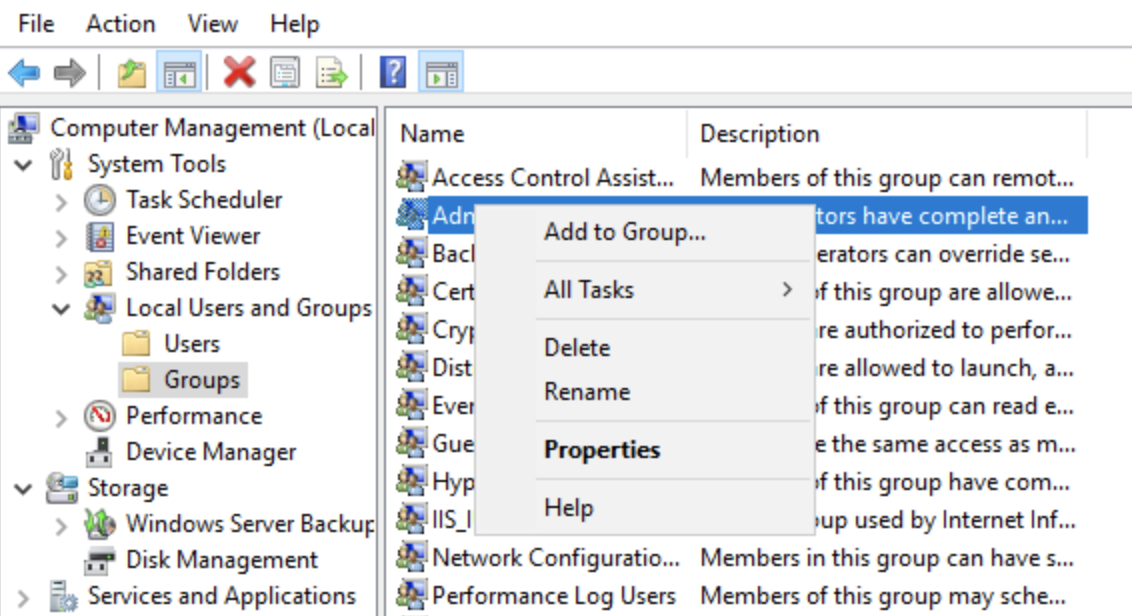 File Action View Help
Computer Management (Local
System Tools
Task Scheduler
Event Viewer
Shared Folders
Local Users and Groups
Users
Groups
Performance
Device Manager
Storage
Windows Server Backup
Disk Management
Services and Applications
Name Description
Access Control Assist... Members of this group can remot...
Adm tors have complete an...
Back erators can override se...
Cert of this group are allowe...
Cryp re authorized to perfor...
Dist re allowed to launch, a...
Even of this group can read e...
Gue e the same access as m...
Hyp of this group have com...
IIS_I oup used by Internet Inf...
Network Configuratio... Members in this group can have s...
Performance Log Users Members of this group may sche...
Add to Group...
All Tasks
Delete
Rename
Properties
Help